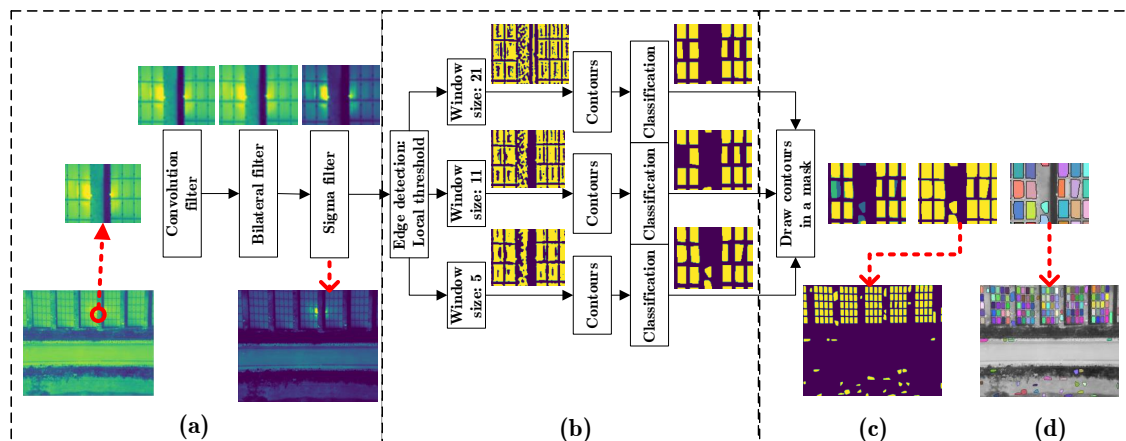 Convolution
filter
Bilateral filter
Sigma filter
Edge detection:
Local threshold
Window
size: 21
Contours
Classification
Window
size: 11
Contours
Classification
Window
size: 5
Contours
Classification
Draw contours
in a mask
(a)
(b)
(c)
(d)